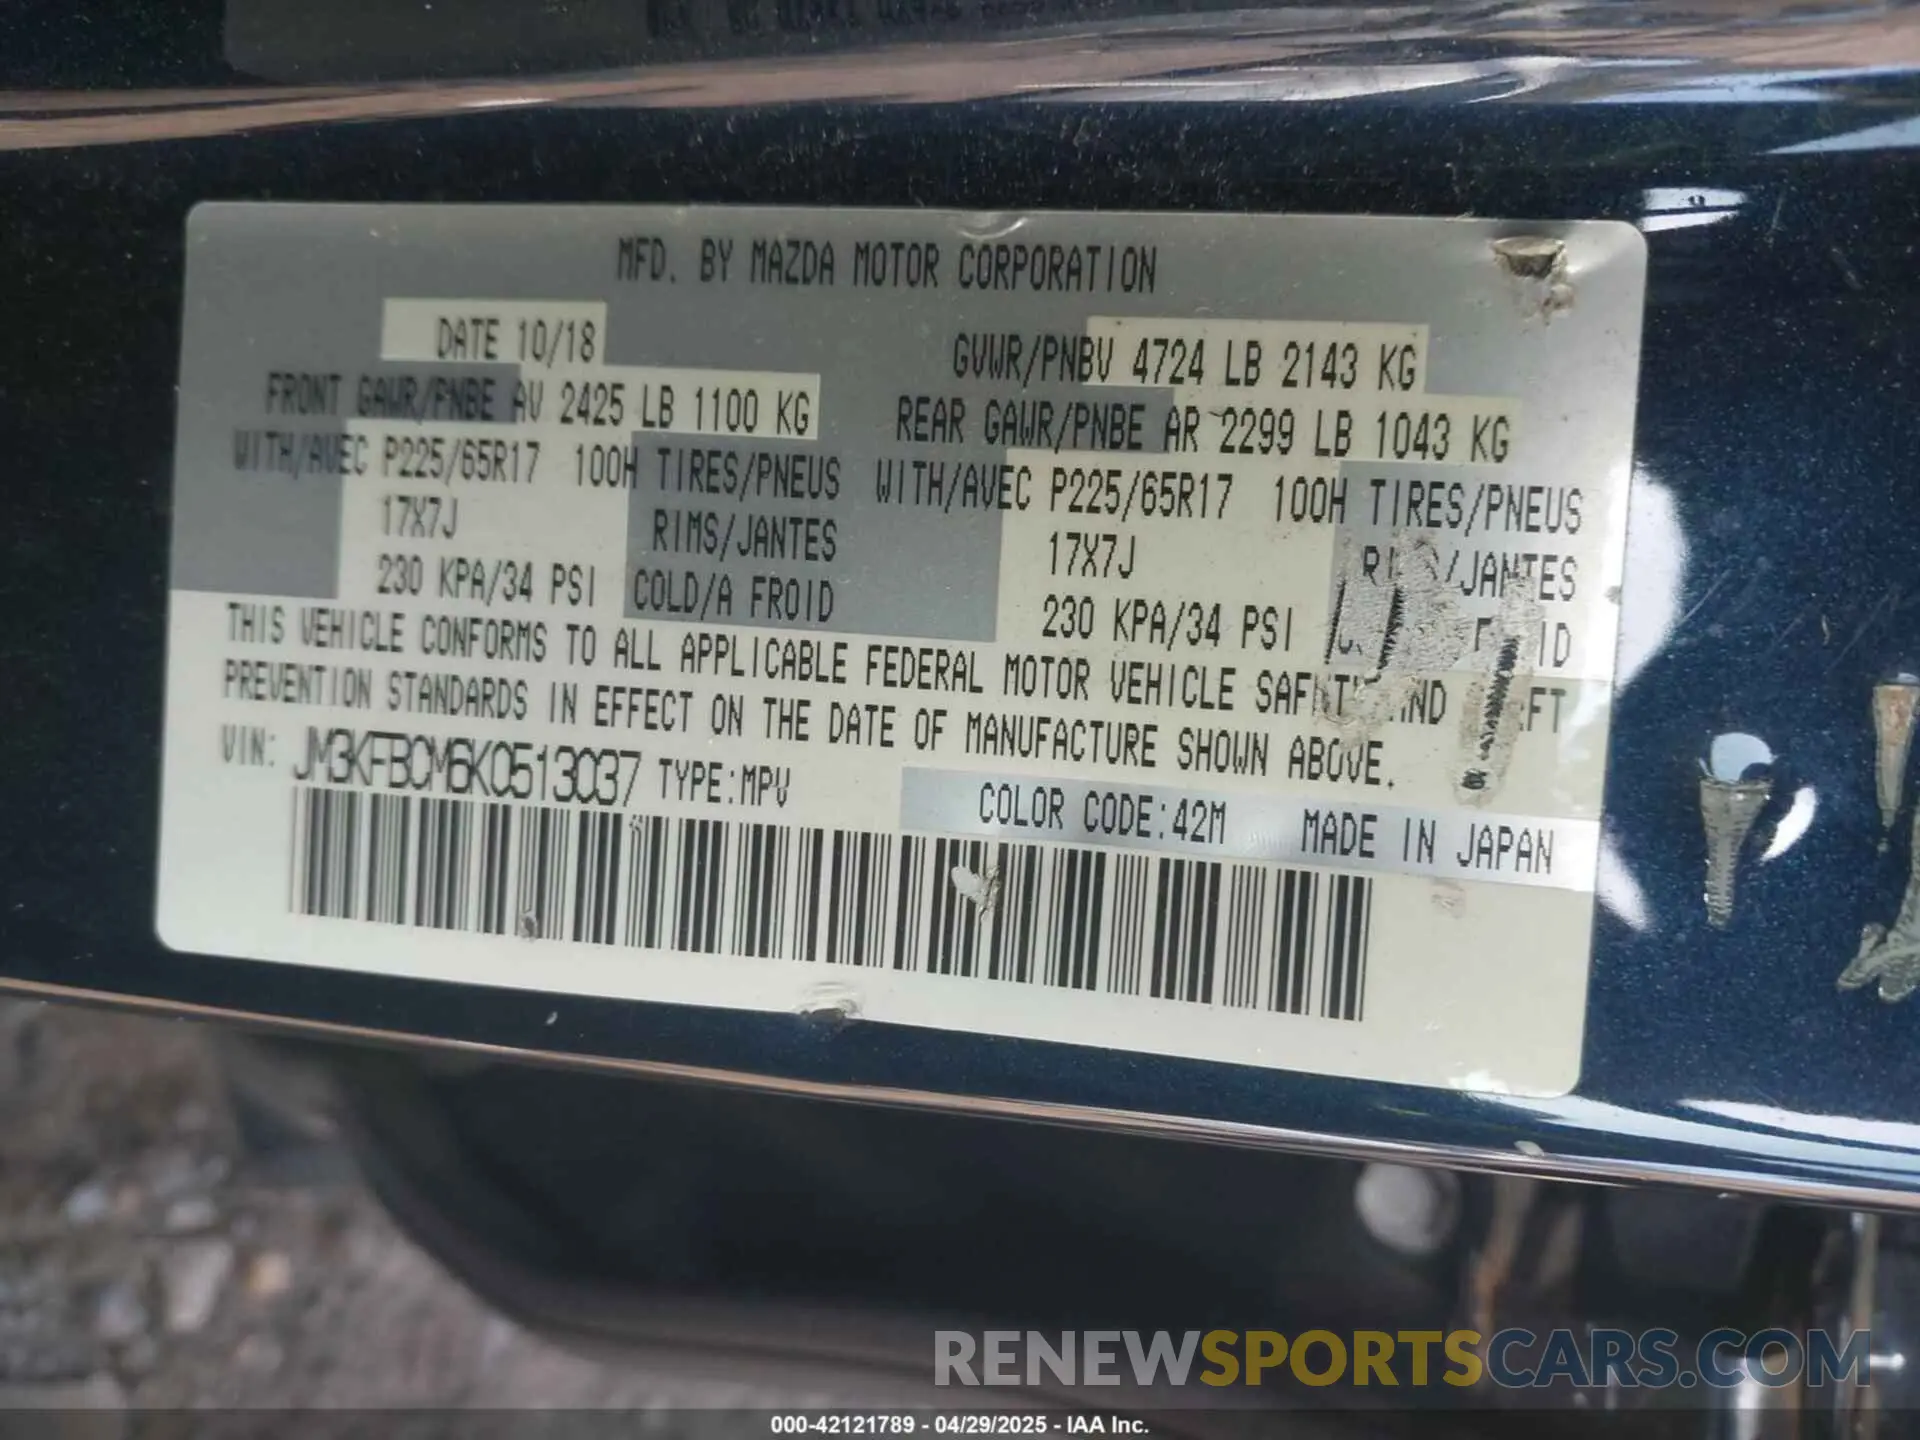 MFD. BY MAZDA MOTOR CORPORATION
DATE 10/18 GVWR/PNBV 4724 LB 2143 KG
FRONT GAWR/PNBE AV 2425 LB 1100 KG REAR GAWR/PNBE AR 2299 LB 1043 KG
WITH/AVEC P225/65R17 100H TIRES/PNEUS WITH/AVEC P225/65R17 100H TIRES/PNEUS
17X7J RIMS/JANTES 17X7J /JANTES
230 KPA/34 PSI COLD/A FROID 230 KPA/34 PSI
THIS VEHICLE CONFORMS TO ALL APPLICABLE FEDERAL MOTOR VEHICLE SAFETY AND THEFT
PREVENTION STANDARDS IN EFFECT ON THE DATE OF MANUFACTURE SHOWN ABOVE.
VIN: JM3KFBCM6K0513037 TYPE:MPV
COLOR CODE:42M MADE IN JAPAN
RENEWSPORTSCARS.COM
000-42121789 - 04/29/2025 - IAA Inc.